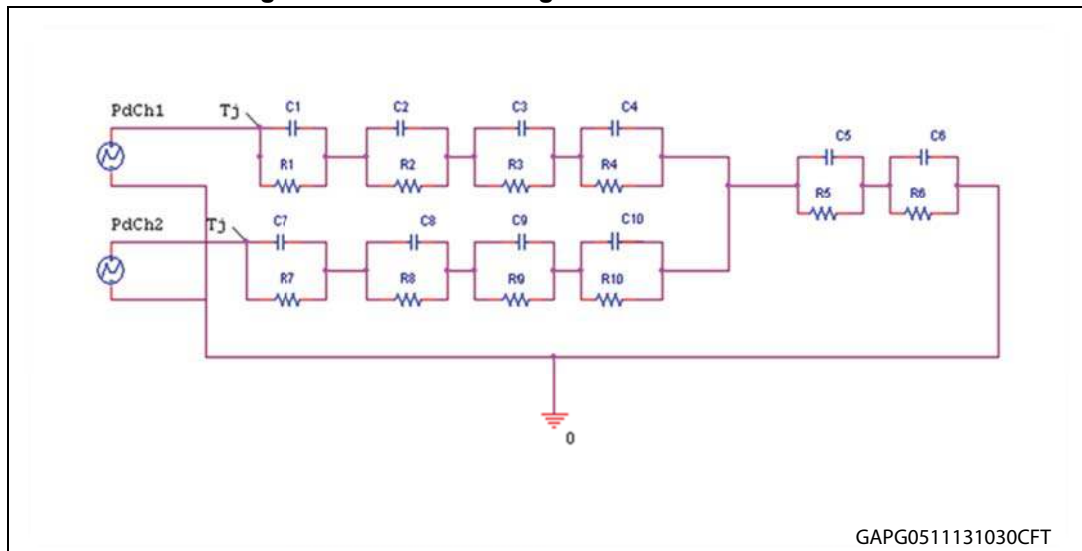 PdCh1 Tj C1 C2 C3 C4
C5 C6
R1 R2 R3 R4
R5 R6
PdCh2 Tj C7 C8 C9 C10
R7 R8 R9 R10
0
GAPG0511131030CFT